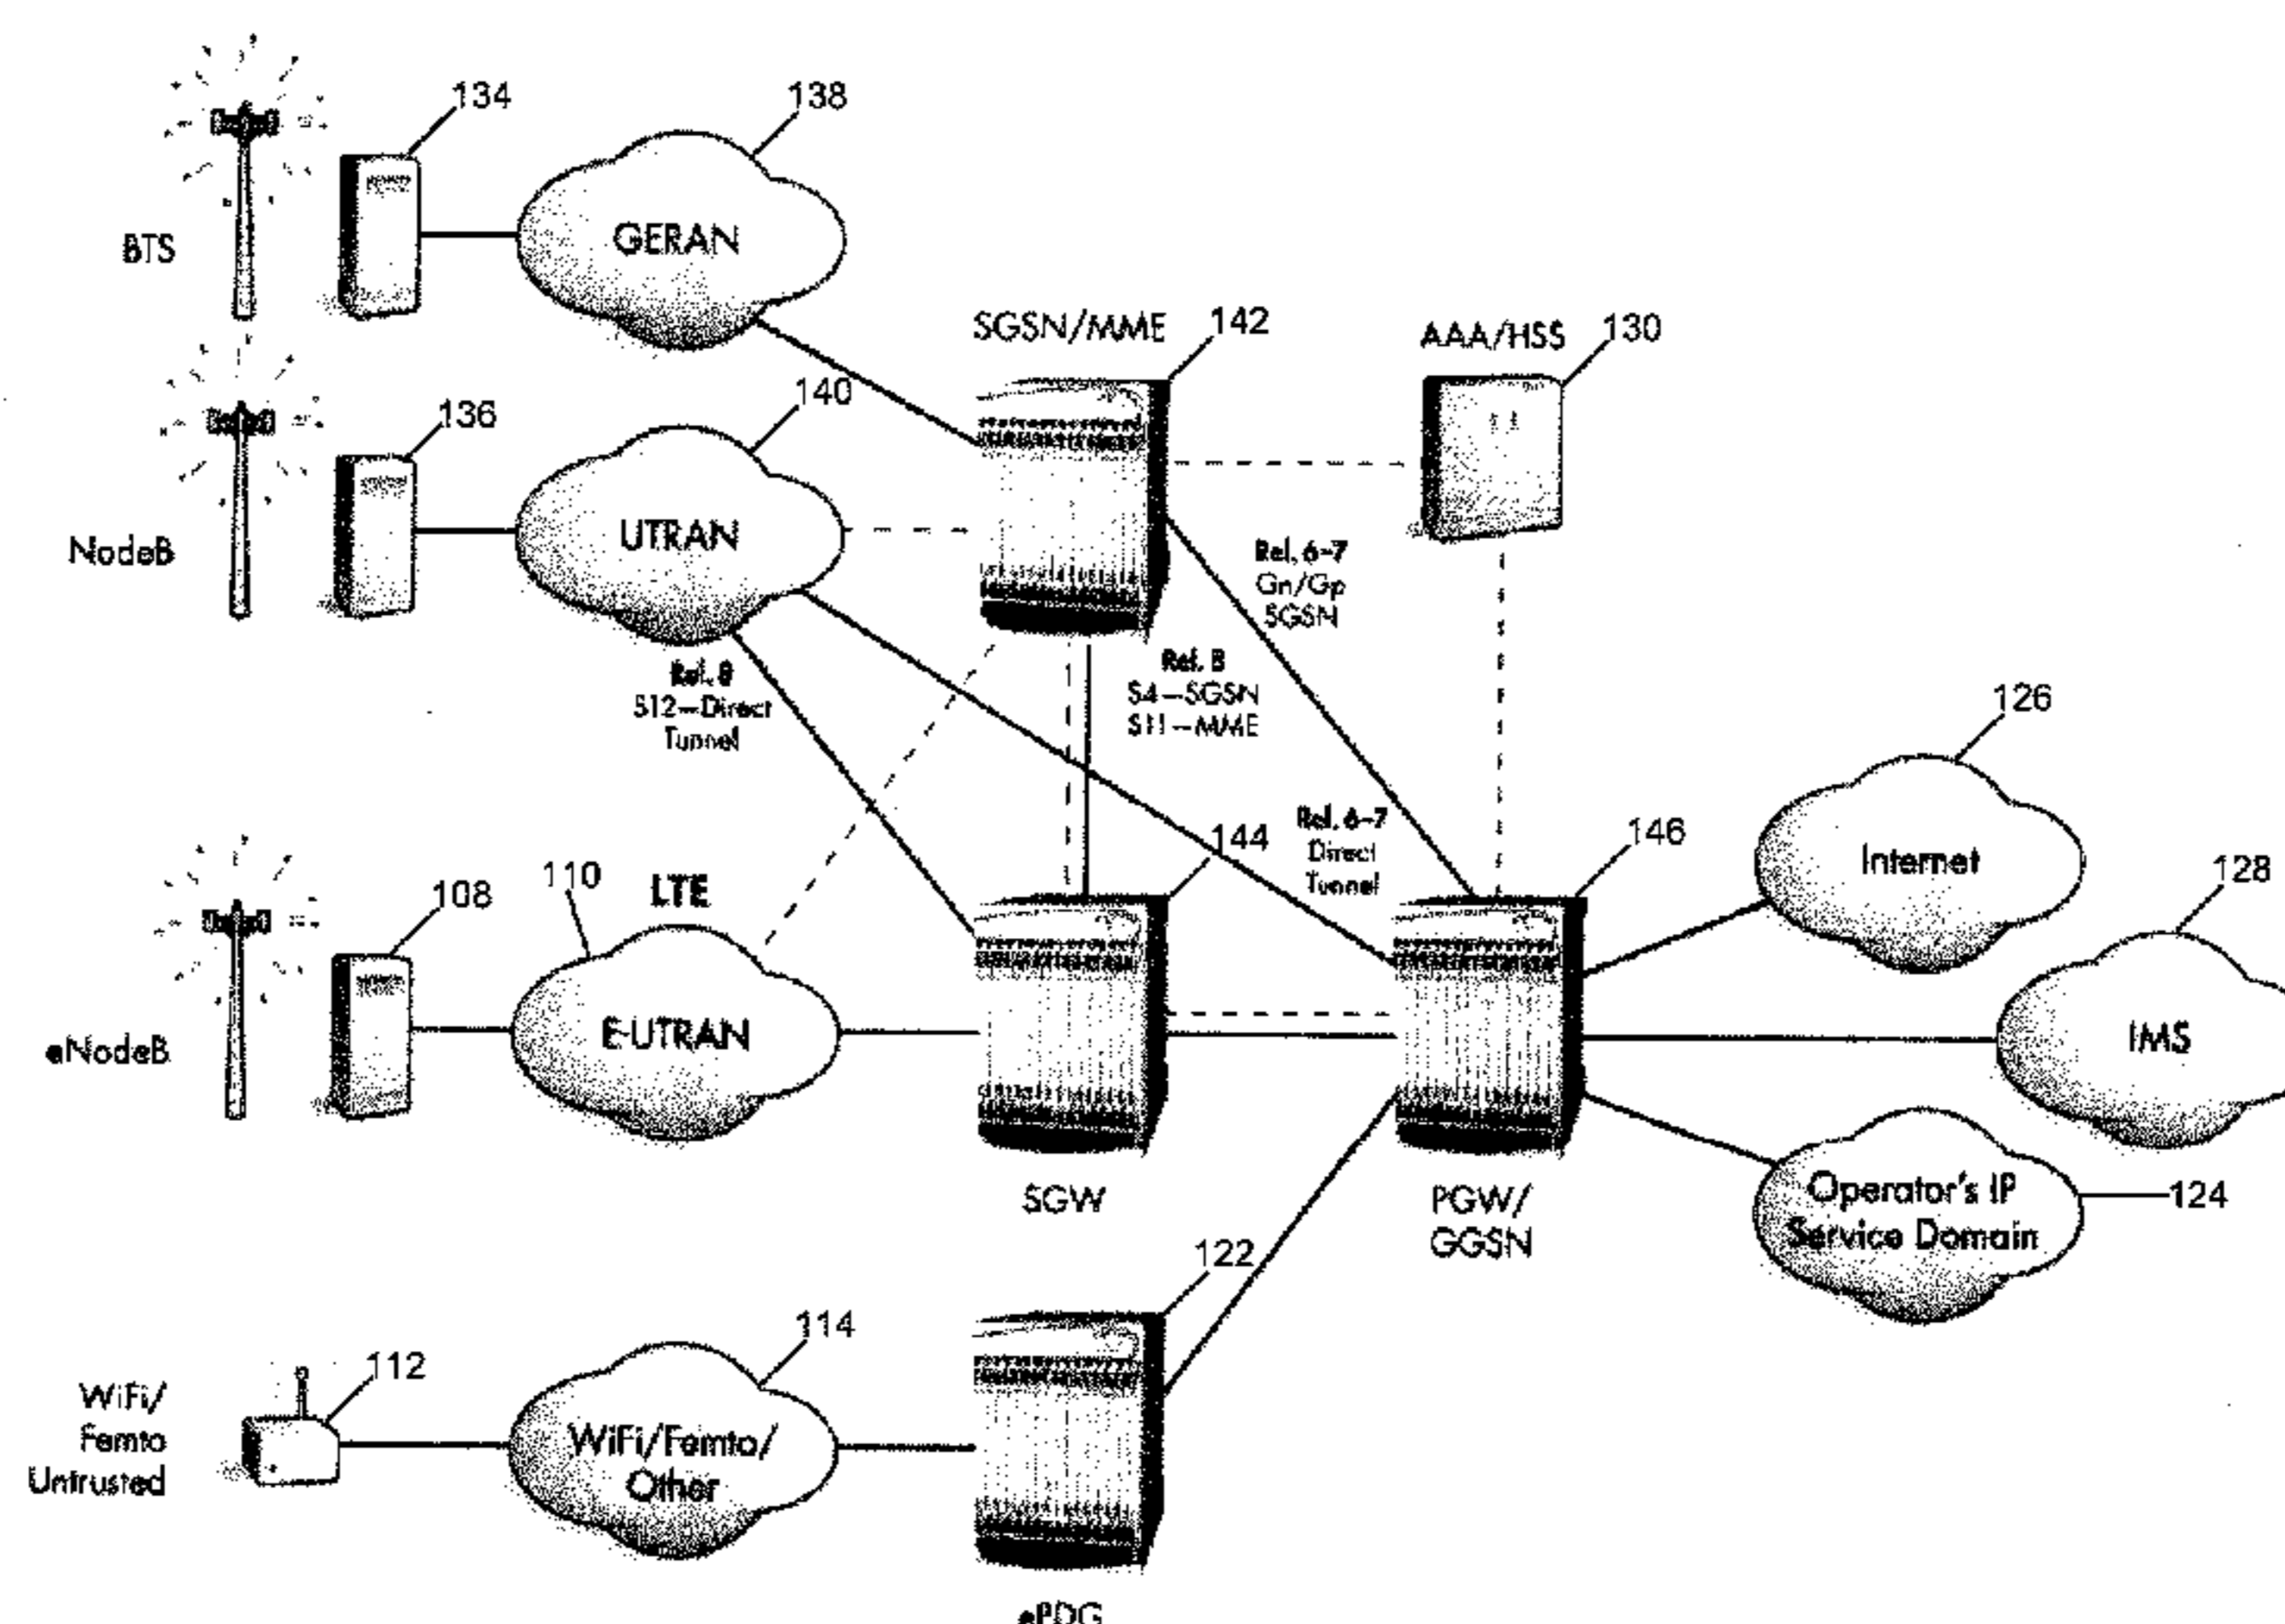 134
138
BTS
GERAN
SGSN/MME
142
AAA/HSS
130
140
136
NodeB
UTRAN
Rel. 6-7
Gn/Gp
SGSN
Rel. 8
S12-Direct
Tunnel
Rel. 8
S4-SGSN
S11-MME
126
Internet
Rel. 6-7
Direct
Tunnel
144
146
128
110
LTE
108
eNodeB
E-UTRAN
IMS
SGW
PGW/
GGSN
Operator's IP
Service Domain
124
122
114
WiFi/
Femto
Untrusted
112
WiFi/Femto/
Other
ePDG